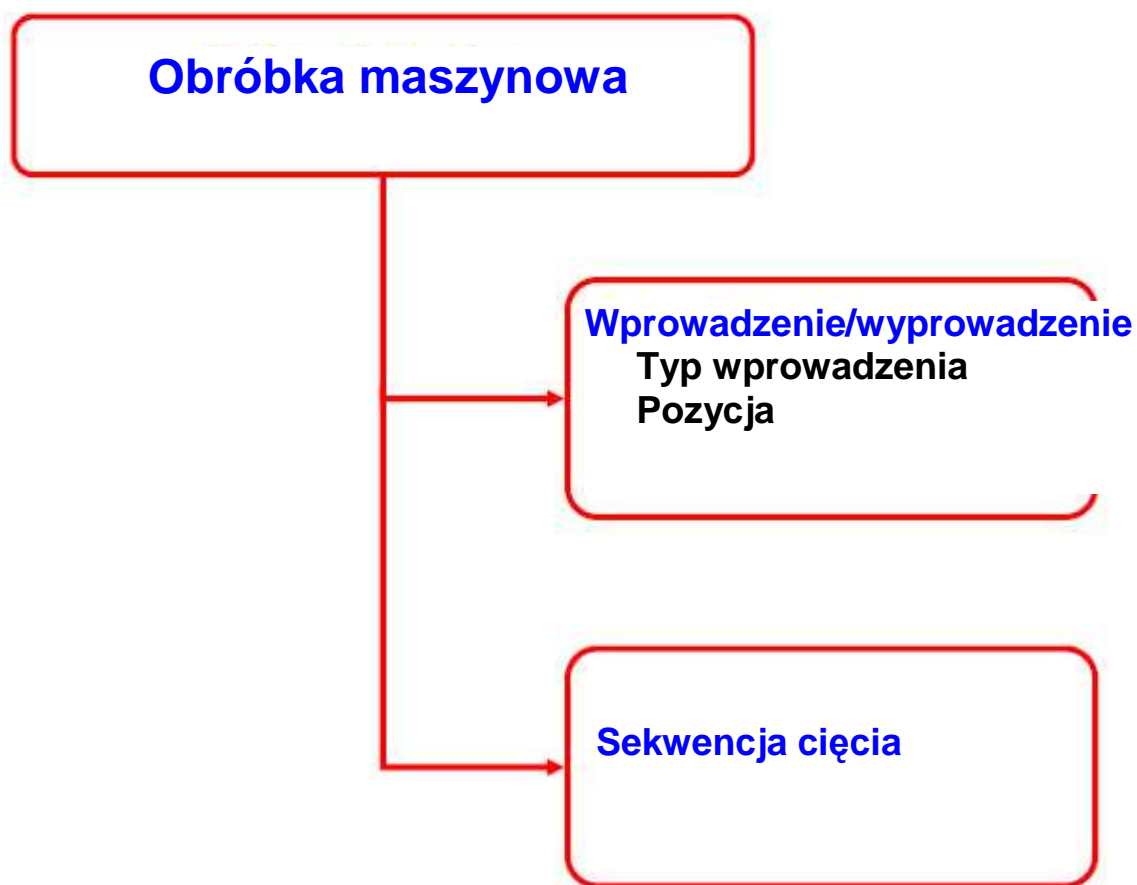 Obróbka maszynowa
Wprowadzenie/wyprowadzenie
Typ wprowadzenia
Pozycja
Sekwencja cięcia